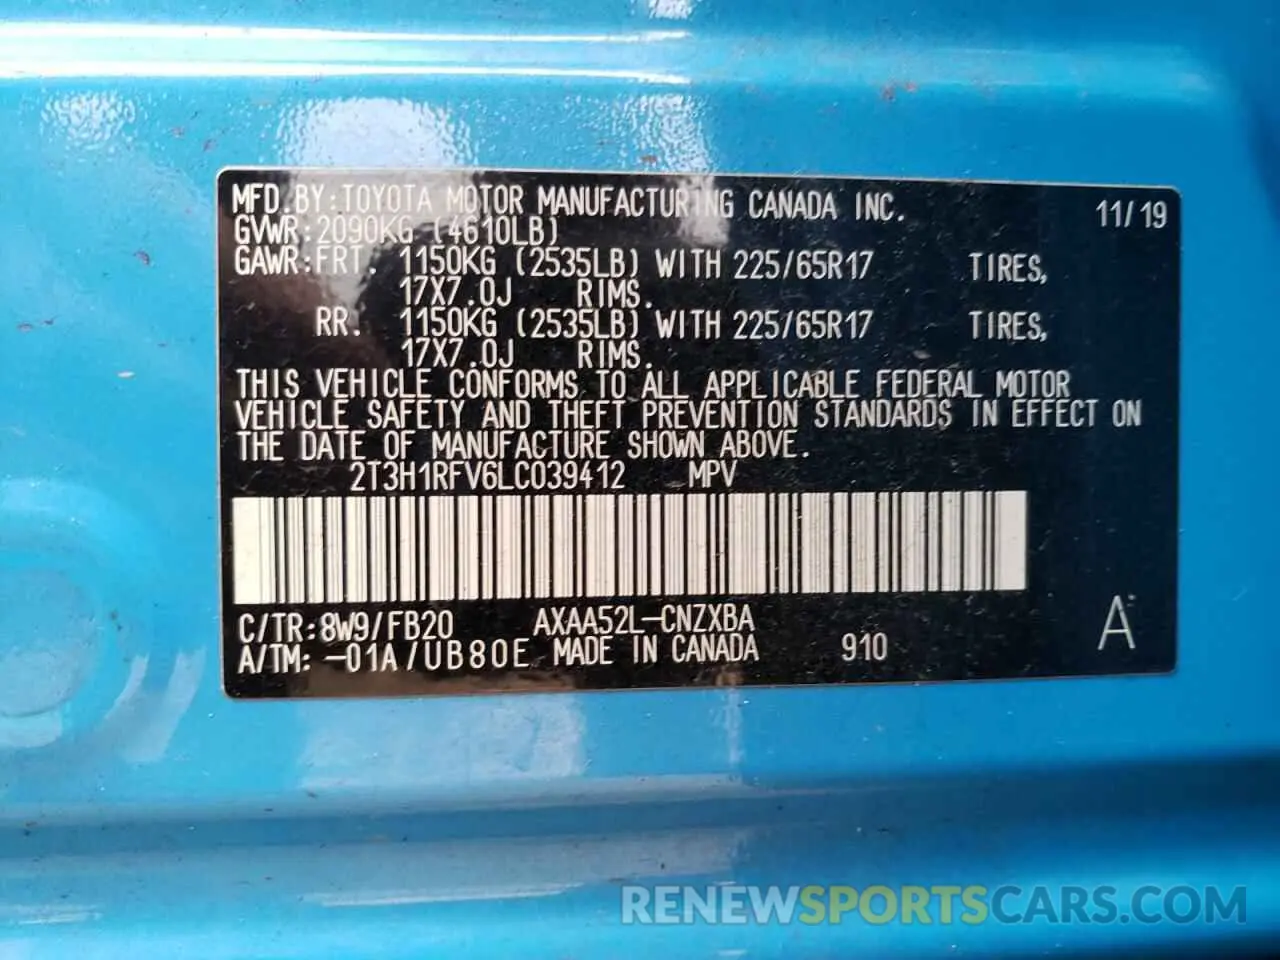 MFD.BY:TOYOTA MOTOR MANUFACTURING CANADA INC. 11/19
GVWR:2090KG (4610LB)
GAWR:FRT. 1150KG (2535LB) WITH 225/65R17 TIRES,
17X7.0J RIMS.
RR. 1150KG (2535LB) WITH 225/65R17 TIRES,
17X7.0J RIMS.
THIS VEHICLE CONFORMS TO ALL APPLICABLE FEDERAL MOTOR
VEHICLE SAFETY AND THEFT PREVENTION STANDARDS IN EFFECT ON
THE DATE OF MANUFACTURE SHOWN ABOVE.
2T3H1RFV6LC039412 MPV
C/TR:8W9/FB20 AXAA52L-CNZXBA
A/TM:-01A/UB80E MADE IN CANADA 910
A
RENEWSPORTSCARS.COM